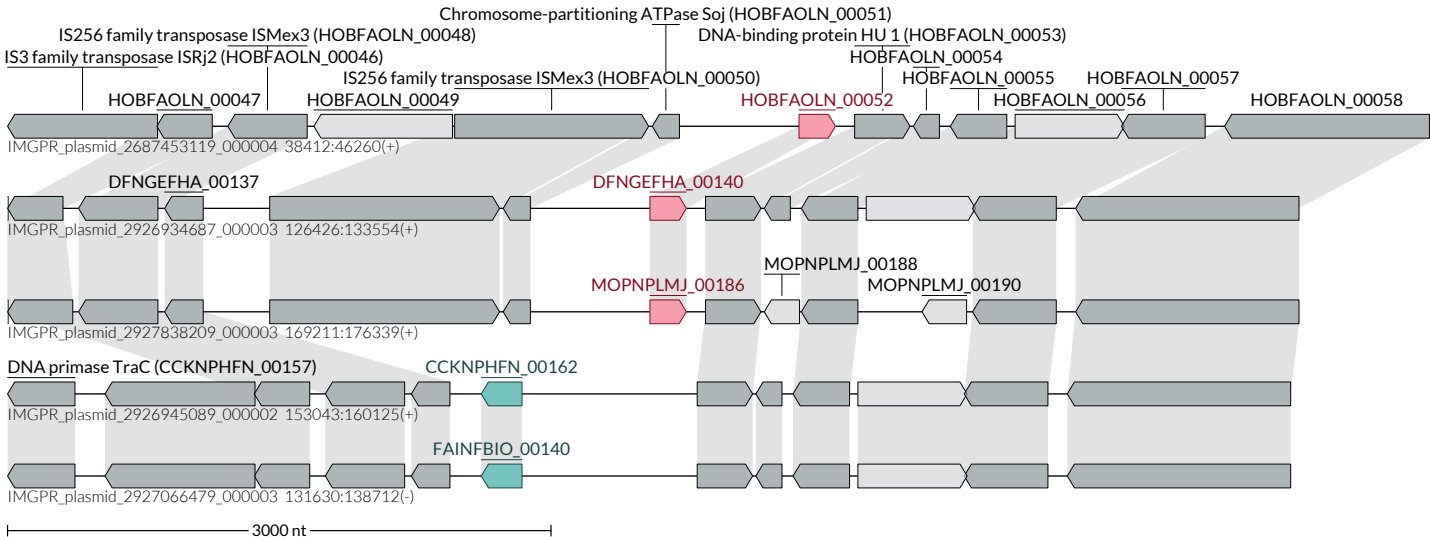 Chromosome-partitioning ATPase Soj (HOBFAOLN_00051)
IS256 family transposase ISMex3 (HOBFAOLN_00048)
DNA-binding protein HU 1 (HOBFAOLN_00053)
IS3 family transposase ISRj2 (HOBFAOLN_00046)
HOBFAOLN_00054
IS256 family transposase ISMex3 (HOBFAOLN_00050)
HOBFAOLN_00055
HOBFAOLN_00057
HOBFAOLN_00047
HOBFAOLN_00049
HOBFAOLN_00052
HOBFAOLN_00056
HOBFAOLN_00058
IMGPR_plasmid_2687453119_000004 38412:46260(+)
DFNGEFHA_00137
DFNGEFHA_00140
IMGPR_plasmid_2926934687_000003 126426:133554(+)
MOPNPLMJ_00188
MOPNPLMJ_00186
MOPNPLMJ_00190
IMGPR_plasmid_2927838209_000003 169211:176339(+)
DNA primase TraC (CCKNPHFN_00157)
CCKNPHFN_00162
IMGPR_plasmid_2926945089_000002 153043:160125(+)
FAINFBIO_00140
IMGPR_plasmid_2927066479_000003 131630:138712(-)
3000 nt